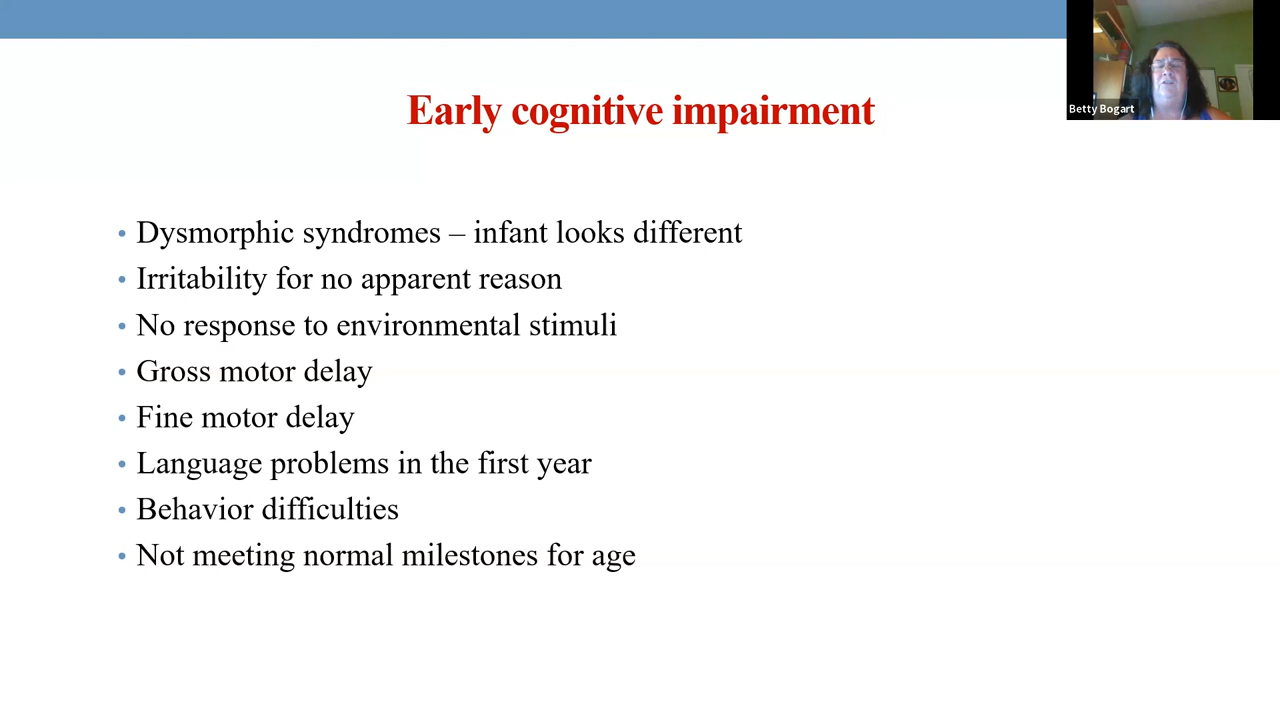 Early cognitive impairment
Betty Bogart
• Dysmorphic syndromes – infant looks different
• Irritability for no apparent reason
• No response to environmental stimuli
• Gross motor delay
• Fine motor delay
• Language problems in the first year
• Behavior difficulties
• Not meeting normal milestones for age